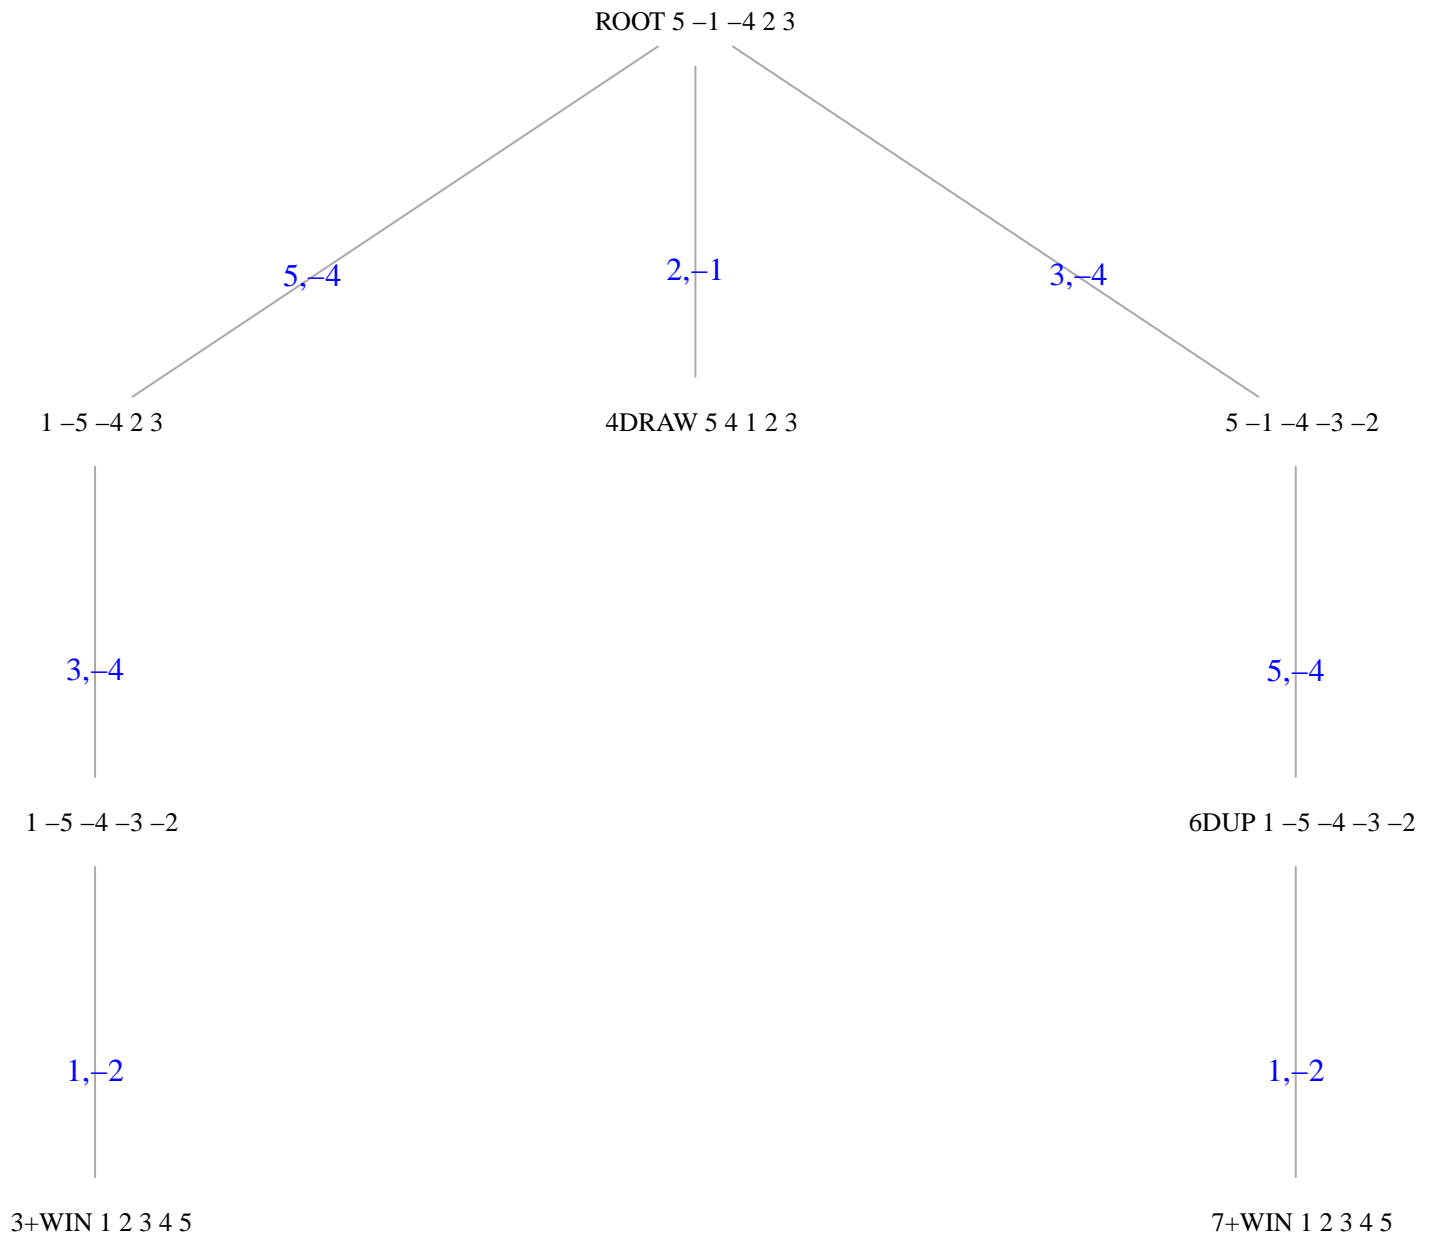 ROOT 5 –1 –4 2 3
5,–4
2,–1
3,–4
1 –5 –4 2 3
4DRAW 5 4 1 2 3
5 –1 –4 –3 –2
3,–4
5,–4
1 –5 –4 –3 –2
6DUP 1 –5 –4 –3 –2
1,–2
1,–2
3+WIN 1 2 3 4 5
7+WIN 1 2 3 4 5